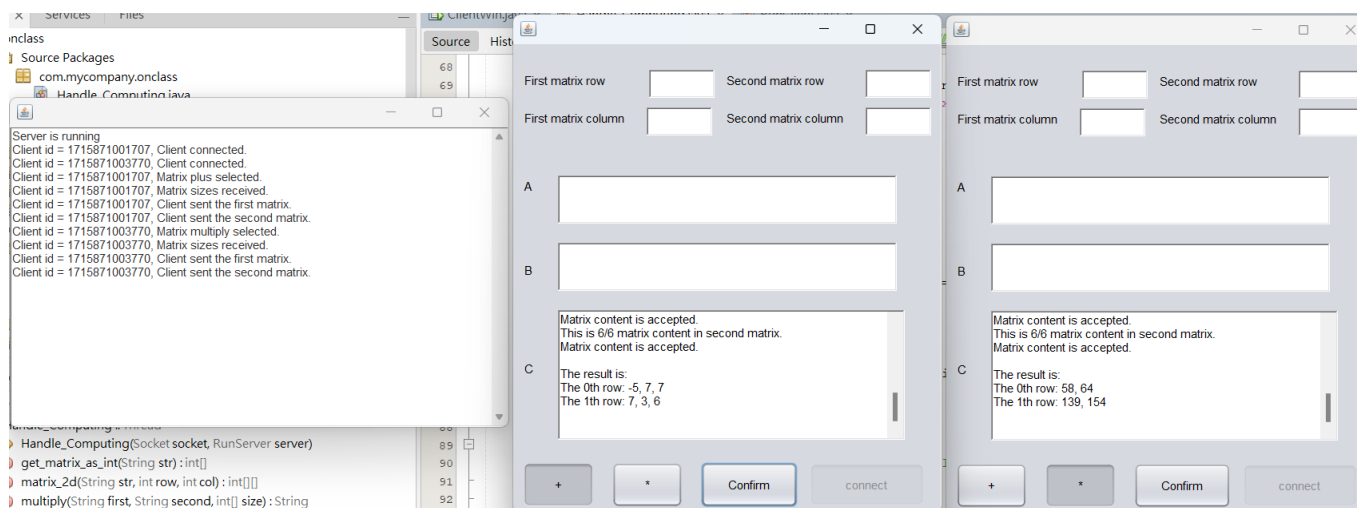 Services Files
onclass
Source Packages
com.mycompany.onclass
Handle_Computing.java
Server is running
Client id = 1715871001707, Client connected.
Client id = 1715871003770, Client connected.
Client id = 1715871001707, Matrix plus selected.
Client id = 1715871001707, Matrix sizes received.
Client id = 1715871001707, Client sent the first matrix.
Client id = 1715871001707, Client sent the second matrix.
Client id = 1715871003770, Matrix multiply selected.
Client id = 1715871003770, Matrix sizes received.
Client id = 1715871003770, Client sent the first matrix.
Client id = 1715871003770, Client sent the second matrix.
Handle_Computing(Socket socket, RunServer server)
get_matrix_as_int(String str) : int[]
matrix_2d(String str, int row, int col) : int[][]
multiply(String first, String second, int[] size) : String
ClientWin.java
Source Hist
68
69
89
90
91
92
First matrix row Second matrix row
First matrix column Second matrix column
A
B
C
Matrix content is accepted.
This is 6/6 matrix content in second matrix.
Matrix content is accepted.
The result is:
The 0th row: -5, 7, 7
The 1th row: 7, 3, 6
+ * Confirm connect
First matrix row Second matrix row
First matrix column Second matrix column
A
B
C
Matrix content is accepted.
This is 6/6 matrix content in second matrix.
Matrix content is accepted.
The result is:
The 0th row: 58, 64
The 1th row: 139, 154
+ * Confirm connect